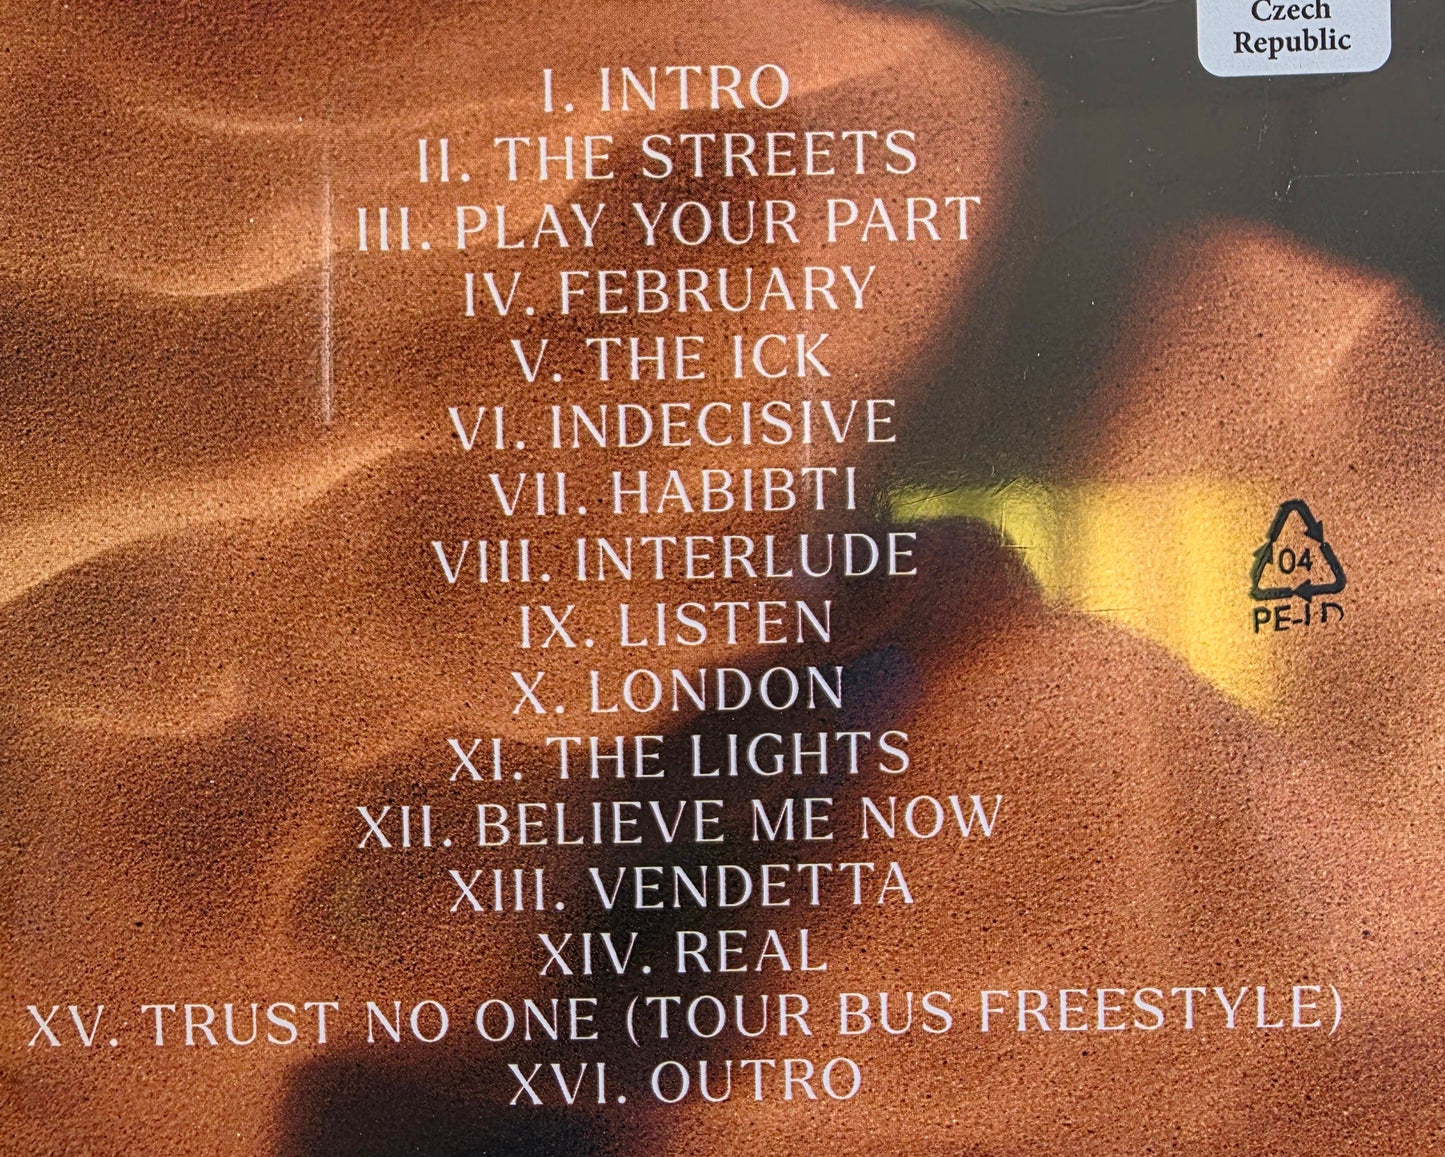 Czech
Republic
I. INTRO
II. THE STREETS
III. PLAY YOUR PART
IV. FEBRUARY
V. THE ICK
VI. INDECISIVE
VII. HABIBTI
VIII. INTERLUDE
IX. LISTEN
X. LONDON
XI. THE LIGHTS
XII. BELIEVE ME NOW
XIII. VENDETTA
XIV. REAL
XV. TRUST NO ONE (TOUR BUS FREESTYLE)
XVI. OUTRO
04